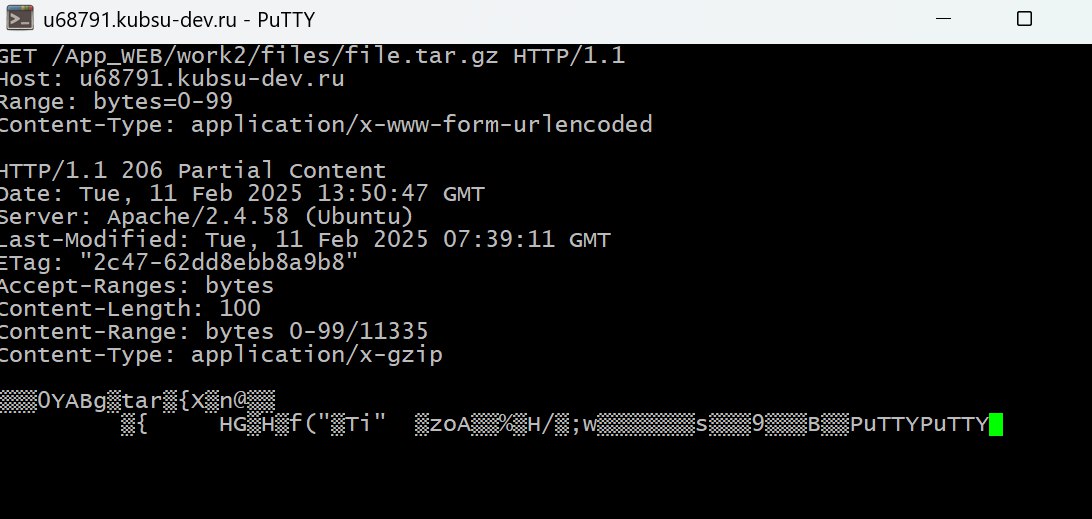 u68791.kubsu-dev.ru - PuTTY
GET /App_WEB/work2/files/file.tar.gz HTTP/1.1
Host: u68791.kubsu-dev.ru
Range: bytes=0-99
Content-Type: application/x-www-form-urlencoded
HTTP/1.1 206 Partial Content
Date: Tue, 11 Feb 2025 13:50:47 GMT
Server: Apache/2.4.58 (Ubuntu)
Last-Modified: Tue, 11 Feb 2025 07:39:11 GMT
ETag: "2c47-62dd8ebb8a9b8"
Accept-Ranges: bytes
Content-Length: 100
Content-Range: bytes 0-99/11335
Content-Type: application/x-gzip
▒▒▒0YABg▒tar▒{X▒n@▒▒
▒{ HG▒H▒f("▒Ti" ▒zoA▒▒%▒H/▒;w▒▒▒▒▒▒▒s▒▒▒9▒▒▒B▒▒PuTTYPuTTY